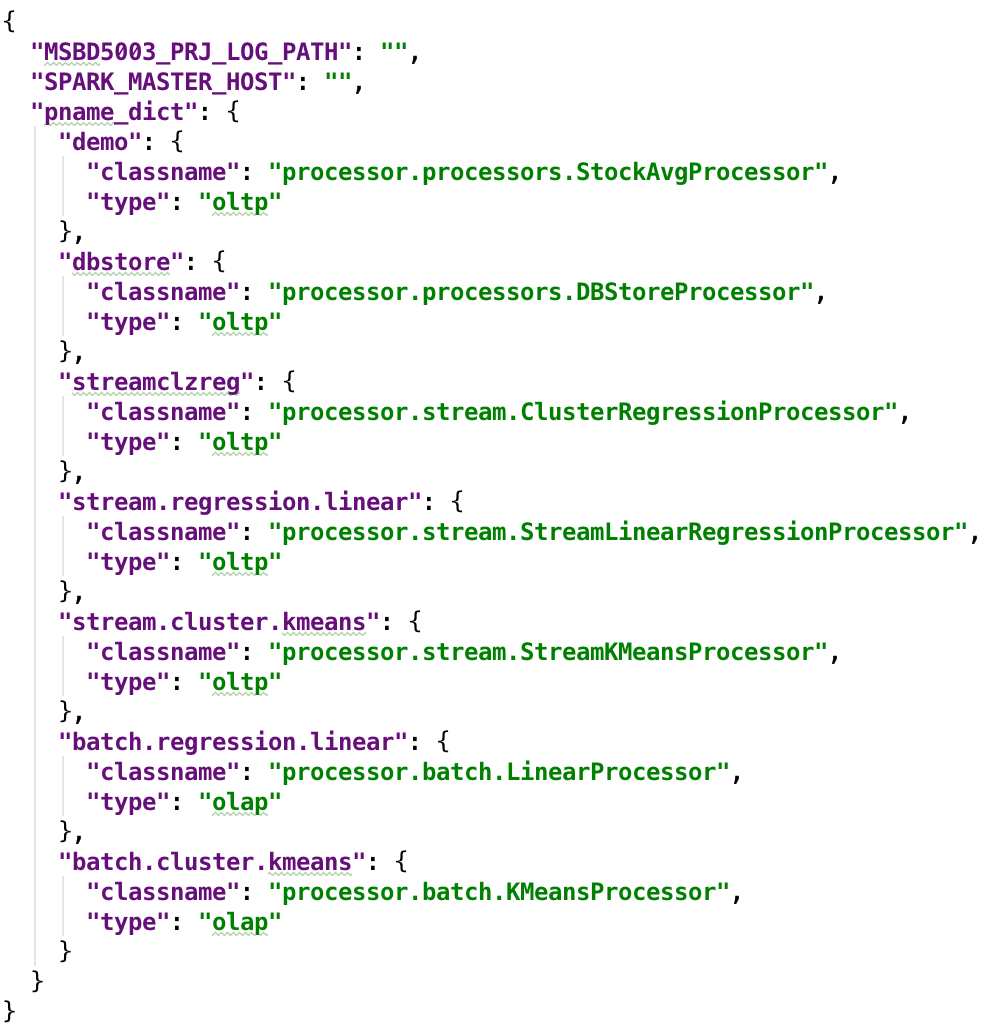 {
  "MSBD5003_PRJ_LOG_PATH": "",
  "SPARK_MASTER_HOST": "",
  "pname_dict": {
    "demo": {
      "classname": "processor.processors.StockAvgProcessor",
      "type": "oltp"
    },
    "dbstore": {
      "classname": "processor.processors.DBStoreProcessor",
      "type": "oltp"
    },
    "streamclzreg": {
      "classname": "processor.stream.ClusterRegressionProcessor",
      "type": "oltp"
    },
    "stream.regression.linear": {
      "classname": "processor.stream.StreamLinearRegressionProcessor",
      "type": "oltp"
    },
    "stream.cluster.kmeans": {
      "classname": "processor.stream.StreamKMeansProcessor",
      "type": "oltp"
    },
    "batch.regression.linear": {
      "classname": "processor.batch.LinearProcessor",
      "type": "olap"
    },
    "batch.cluster.kmeans": {
      "classname": "processor.batch.KMeansProcessor",
      "type": "olap"
    }
  }
}